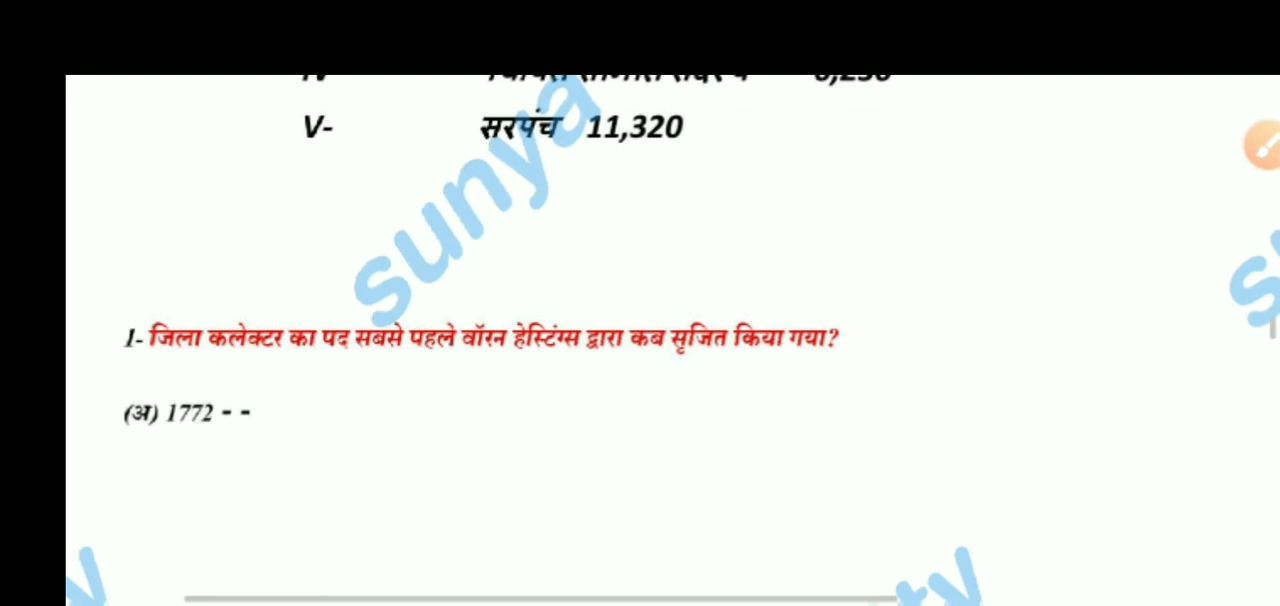 V- सरपंच 11,320
sunya
1- जिला कलेक्टर का पद सबसे पहले वॉरन हेस्टिंग्स द्वारा कब सृजित किया गया?
(अ) 1772 - -